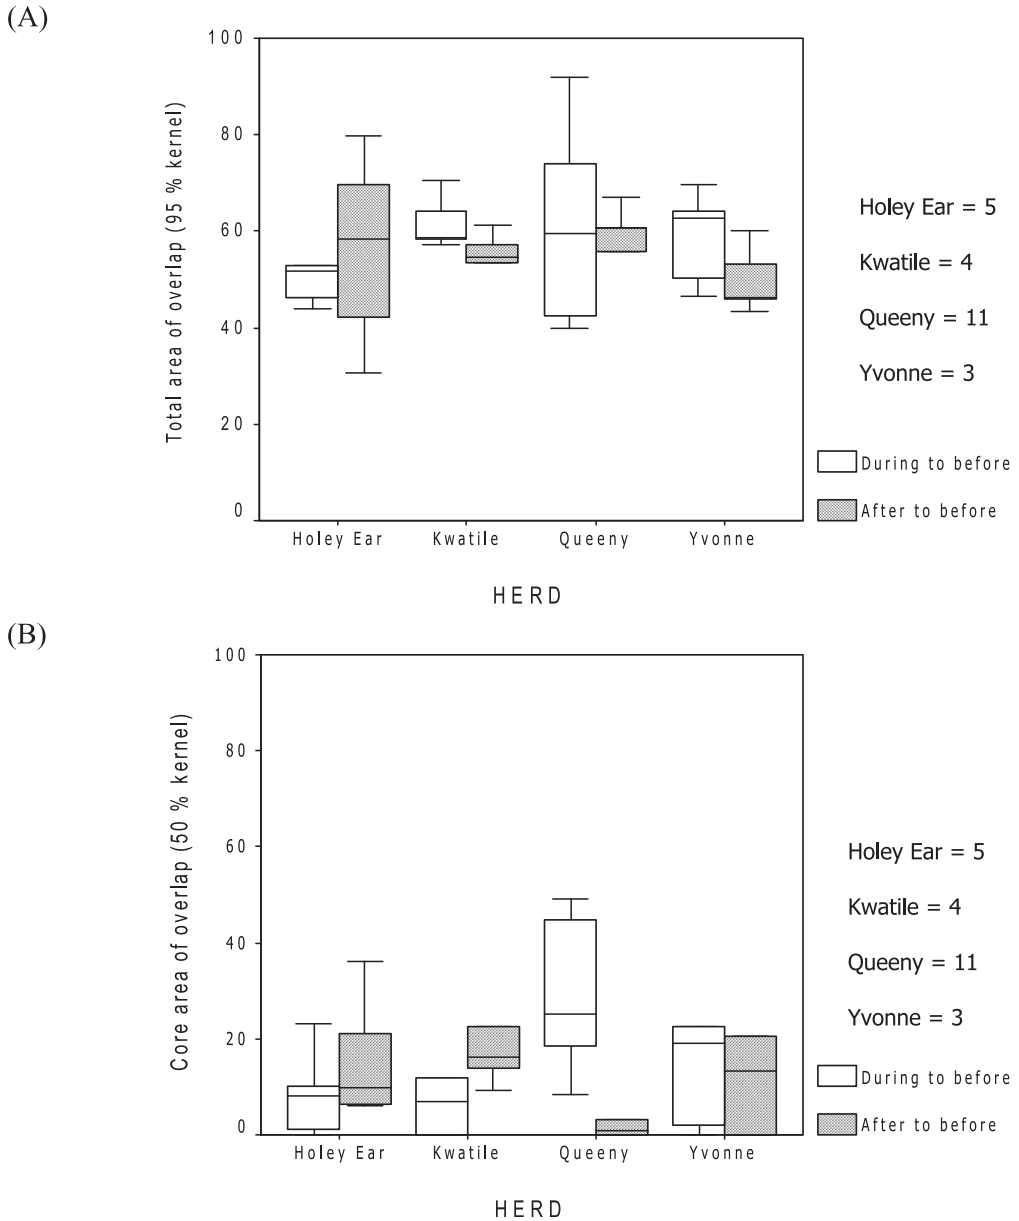 (A)
100
80
60
40
20
0
Total area of overlap (95 % kernel)
Holey Ear
Kwatile
Queeny
Yvonne
HERD
Holey Ear = 5
Kwatile = 4
Queeny = 11
Yvonne = 3
During to before
After to before
(B)
100
80
60
40
20
0
Core area of overlap (50 % kernel)
Holey Ear
Kwatile
Queeny
Yvonne
HERD
Holey Ear = 5
Kwatile = 4
Queeny = 11
Yvonne = 3
During to before
After to before